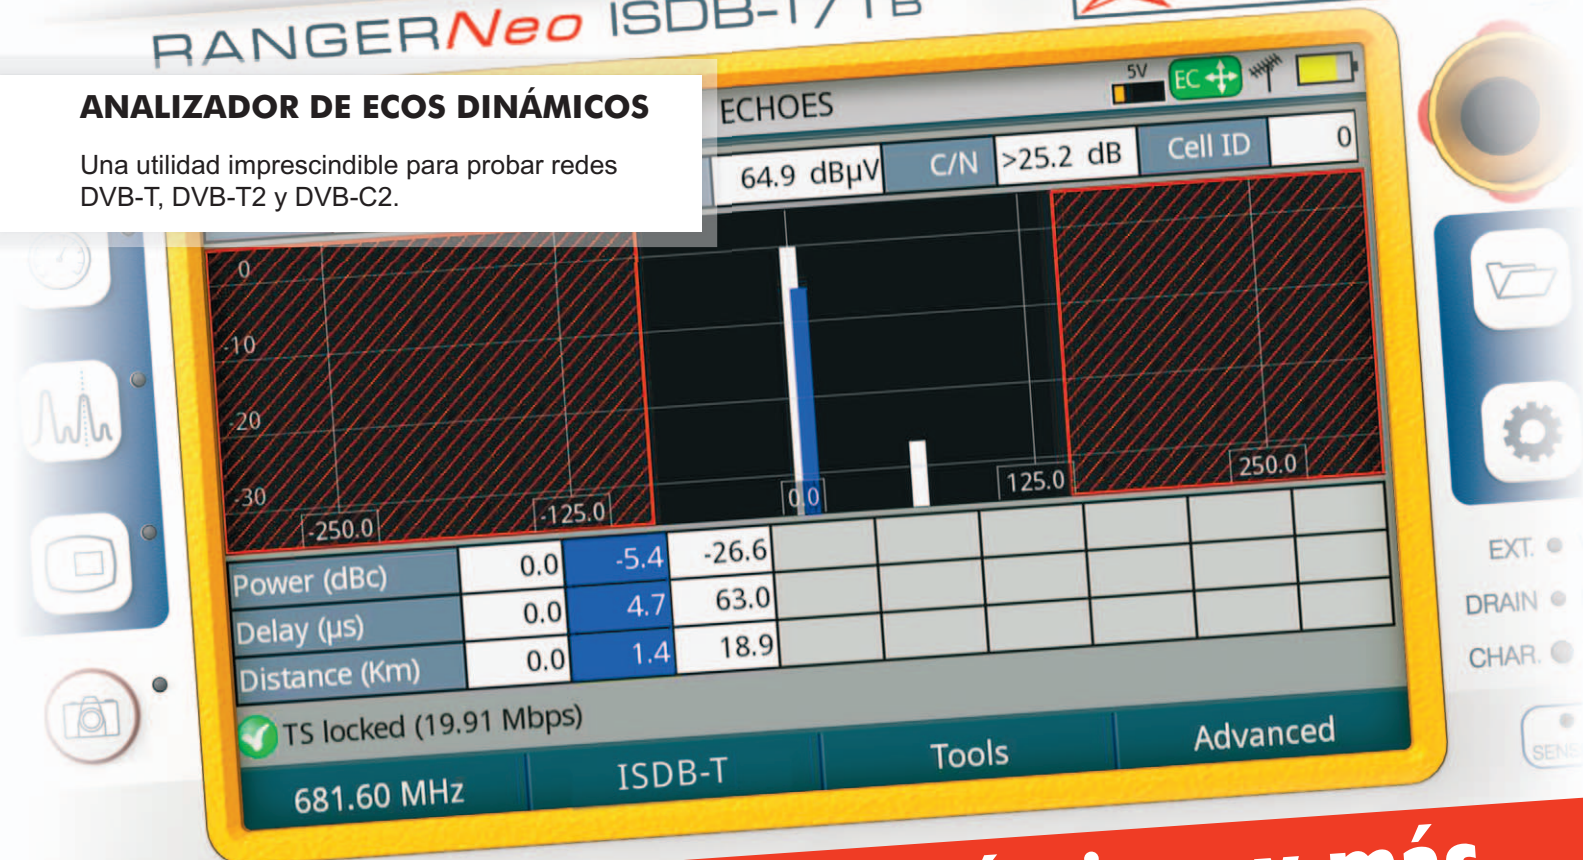 RANGERNeo ISDB-T/TB
ANALIZADOR DE ECOS DINÁMICOS
Una utilidad imprescindible para probar redes
DVB-T, DVB-T2 y DVB-C2.
ECHOES
5V
EC
64.9 dBµV C/N >25.2 dB Cell ID 0
0
-10
-20
-30
-250.0 -125.0 0.0 125.0 250.0
Power (dBc) 0.0 -5.4 -26.6
Delay (µs) 0.0 4.7 63.0
Distance (Km) 0.0 1.4 18.9
TS locked (19.91 Mbps)
681.60 MHz ISDB-T Tools Advanced
EXT.
DRAIN
CHAR.
y más